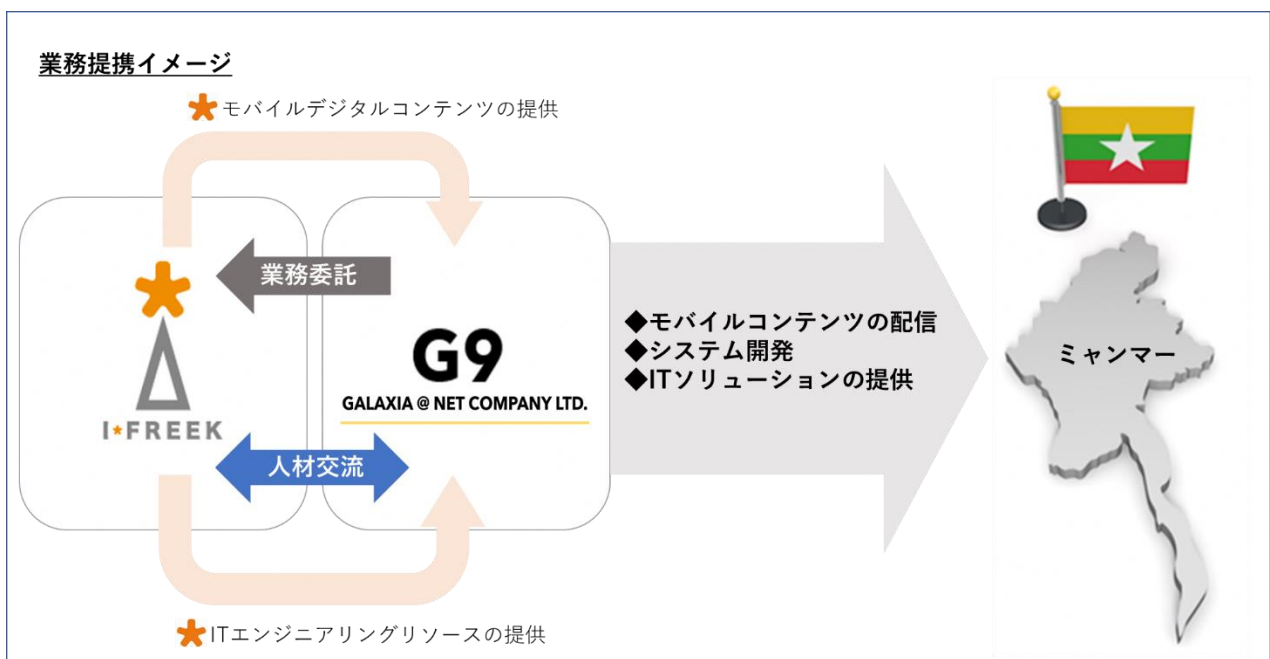 業務提携イメージ
モバイルデジタルコンテンツの提供
業務委託
I*FREEK
G9
GALAXIA @ NET COMPANY LTD.
人材交流
ITエンジニアリングリソースの提供
◆モバイルコンテンツの配信
◆システム開発
◆ITソリューションの提供
ミャンマー